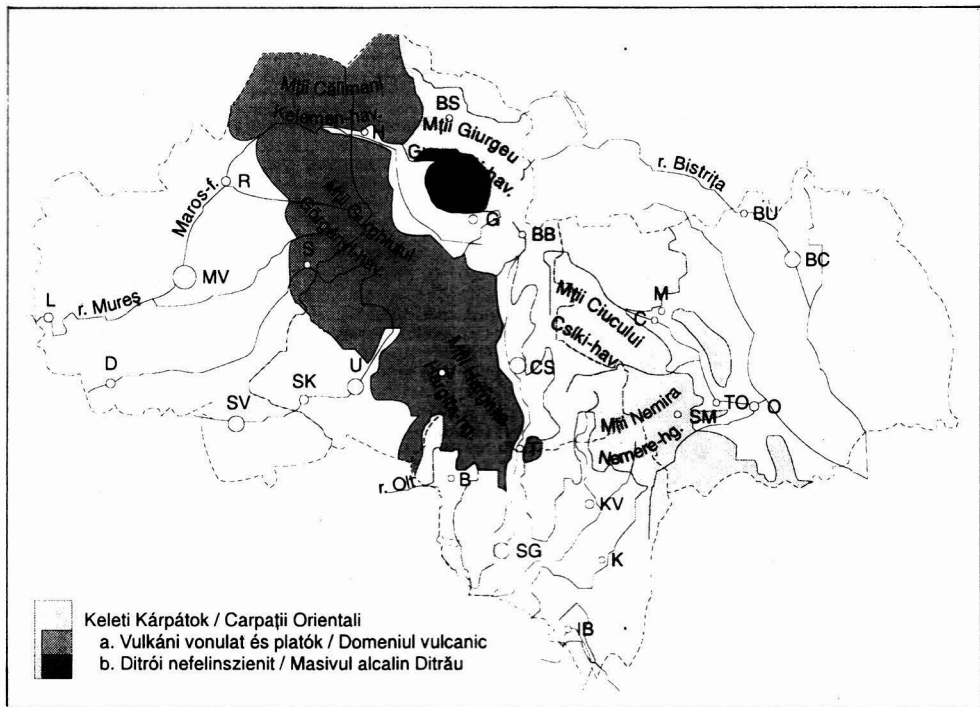 Mții Călimani
Kelemen-hav.
H
BS
Mții Giurgeu
hav.
r. Bistrița
R
Maros-f.
G
BB
BU
BC
S
MV
L
r. Mureș
M
C
Mții Ciucului
Csíki-hav.
D
U
CS
SK
SV
Mții Nemira
Nemere-hg.
SM
TO
O
T
r. Olt
B
KV
SG
K
IB
Keleti Kárpátok / Carpații Orientali
a. Vulkáni vonulat és platók / Domeniul vulcanic
b. Ditrói nefelinszienit / Masivul alcalin Ditrău